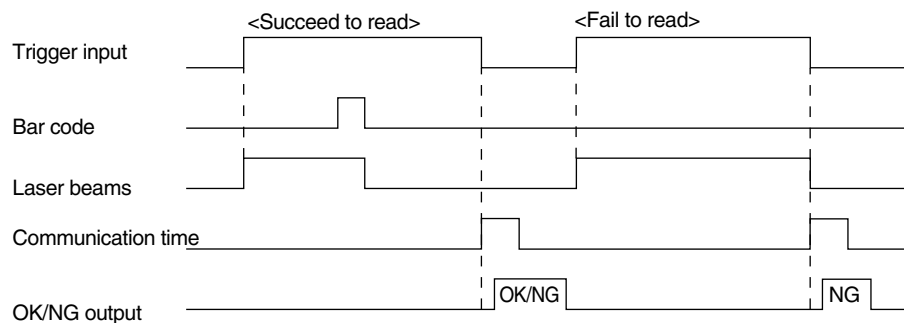 <Succeed to read> <Fail to read>
Trigger input
Bar code
Laser beams
Communication time
OK/NG NG
OK/NG output